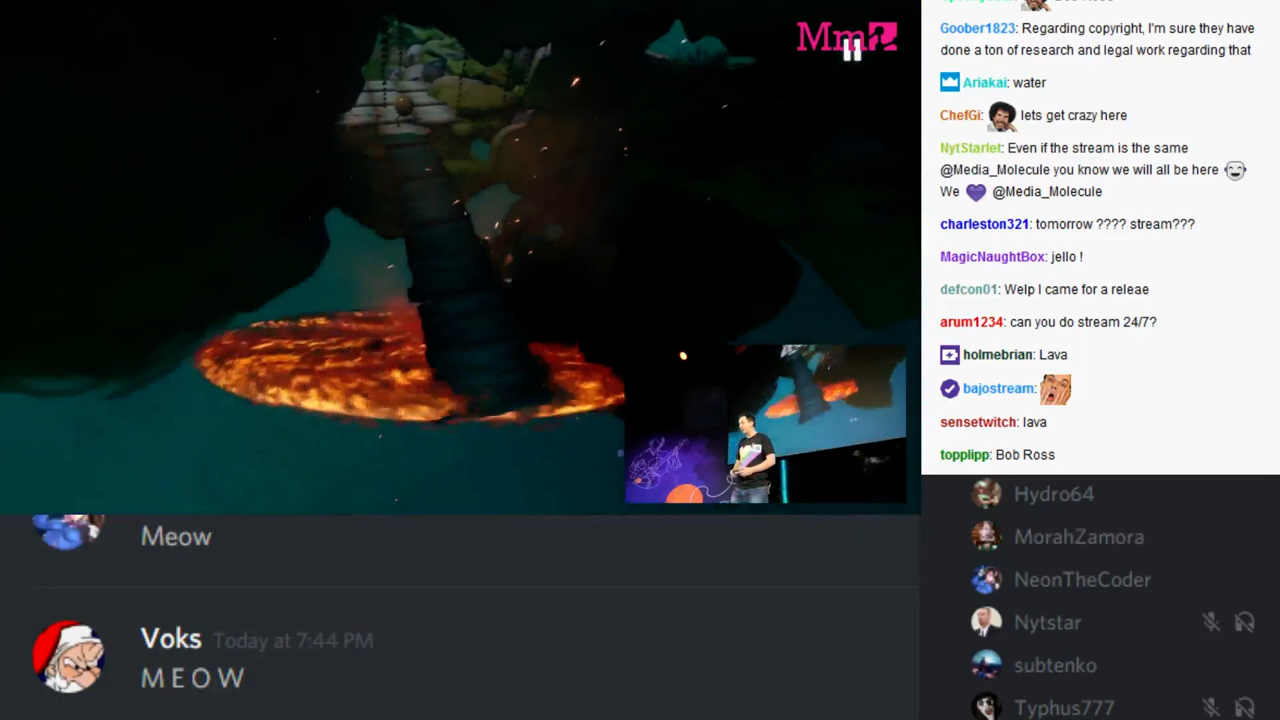 Mm
Goober1823: Regarding copyright, I'm sure they have
done a ton of research and legal work regarding that
Ariakai: water
ChefGi: lets get crazy here
NytStarlet: Even if the stream is the same
@Media_Molecule you know we will all be here
We @Media_Molecule
charleston321: tomorrow ???? stream???
MagicNaughtBox: jello !
defcon01: Welp I came for a releae
arum1234: can you do stream 24/7?
holmebrian: Lava
bajostream:
sensetwitch: lava
topplipp: Bob Ross
Meow
Voks Today at 7:44 PM
M E O W
Hydro64
MorahZamora
NeonTheCoder
Nytstar
subtenko
Typhus777